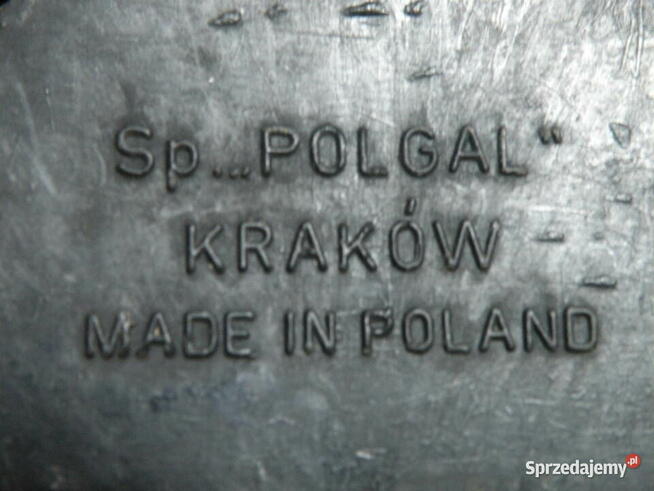 Sp. „POLGAL“
KRAKÓW
MADE IN POLAND
Sprzedajemy.pl